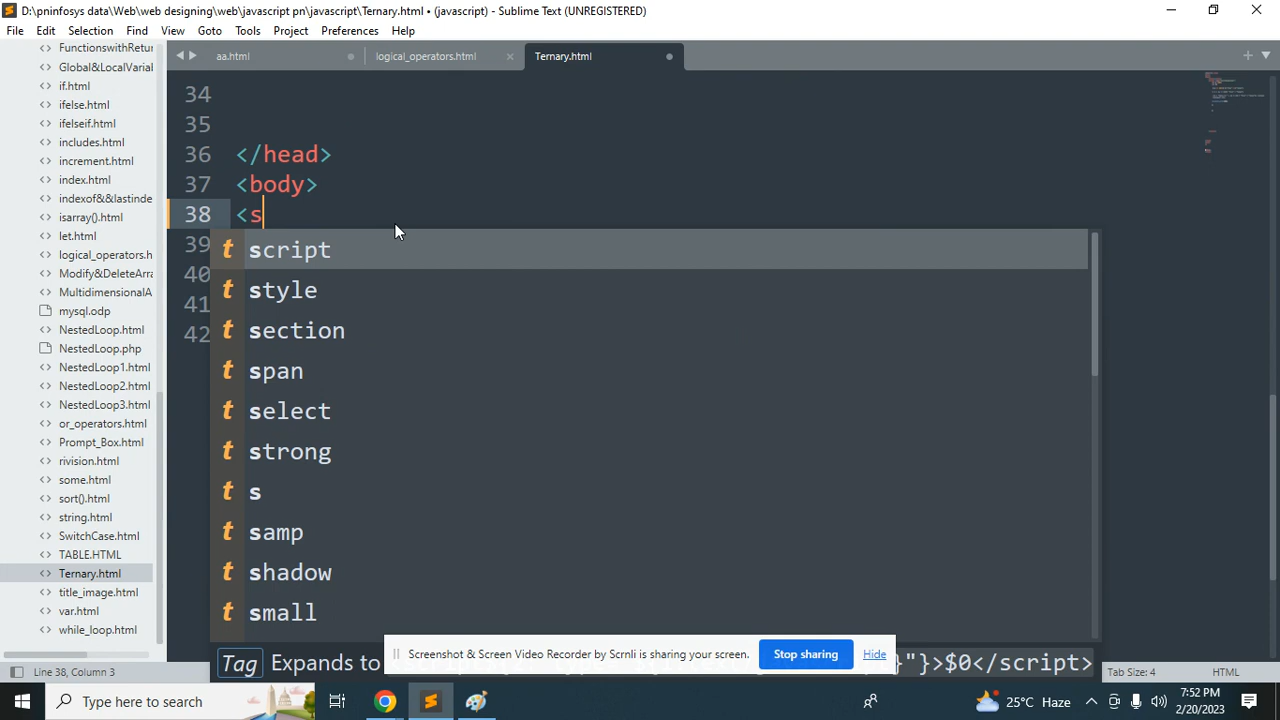 D:\pninfosys data\Web\web designing\web\javascript pn\javascript\Ternary.html • (javascript) - Sublime Text (UNREGISTERED)
File Edit Selection Find View Goto Tools Project Preferences Help
FunctionswithRetur
Global&LocalVariab
if.html
ifelse.html
ifelseif.html
includes.html
increment.html
index.html
indexof&&lastinde
isarray().html
let.html
logical_operators.h
Modify&DeleteArra
MultidimensionalA
mysql.odp
NestedLoop.html
NestedLoop.php
NestedLoop1.html
NestedLoop2.html
NestedLoop3.html
or_operators.html
Prompt_Box.html
rivision.html
some.html
sort().html
string.html
SwitchCase.html
TABLE.HTML
Ternary.html
title_image.html
var.html
while_loop.html
aa.html logical_operators.html Ternary.html
34
35
36 </head>
37 <body>
38 <s
39
40
41
42
t script
t style
t section
t span
t select
t strong
t s
t samp
t shadow
t small
Tag Expands to }"}>$0</script>
Screenshot & Screen Video Recorder by Scrnli is sharing your screen. Stop sharing Hide
Line 38, Column 3 Tab Size: 4 HTML
Type here to search 25°C Haze 7:52 PM
2/20/2023